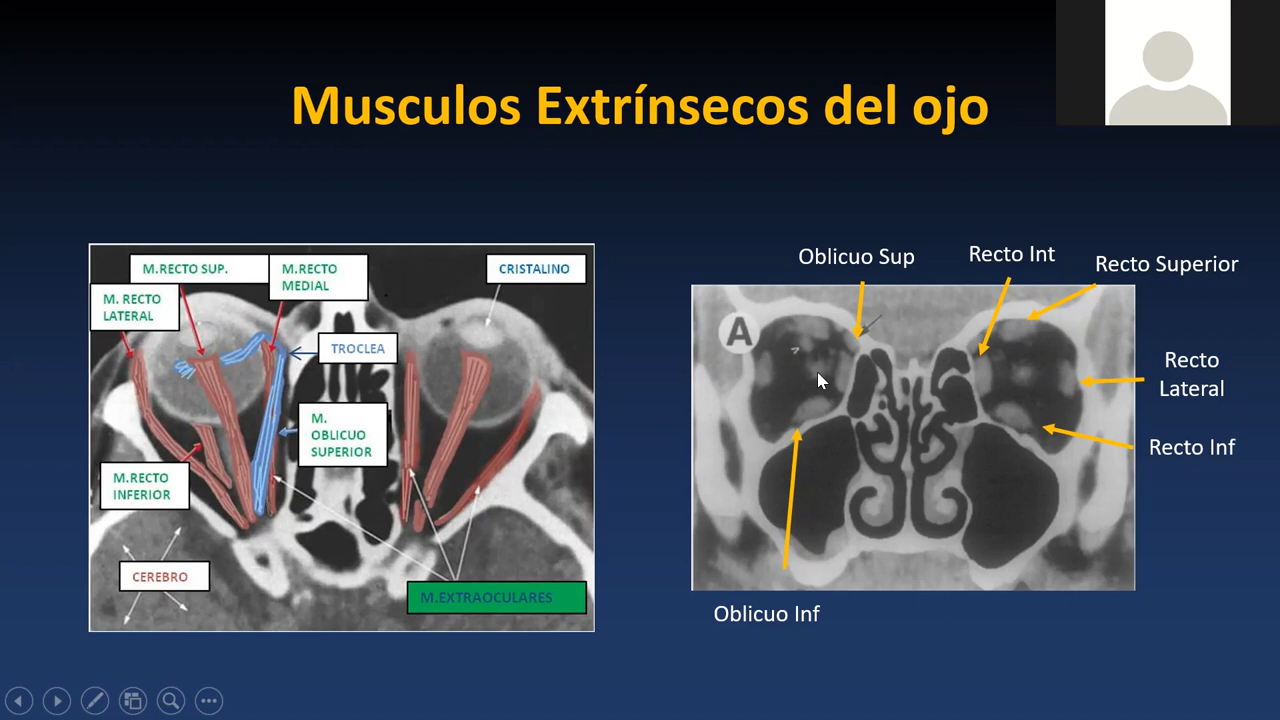 Musculos Extrínsecos del ojo
M.RECTO SUP.
M.RECTO
MEDIAL
CRISTALINO
M. RECTO
LATERAL
TROCLEA
M.
OBLICUO
SUPERIOR
M.RECTO
INFERIOR
CEREBRO
M.EXTRAOCULARES
Oblicuo Sup
Recto Int
Recto Superior
A
Recto
Lateral
Recto Inf
Oblicuo Inf